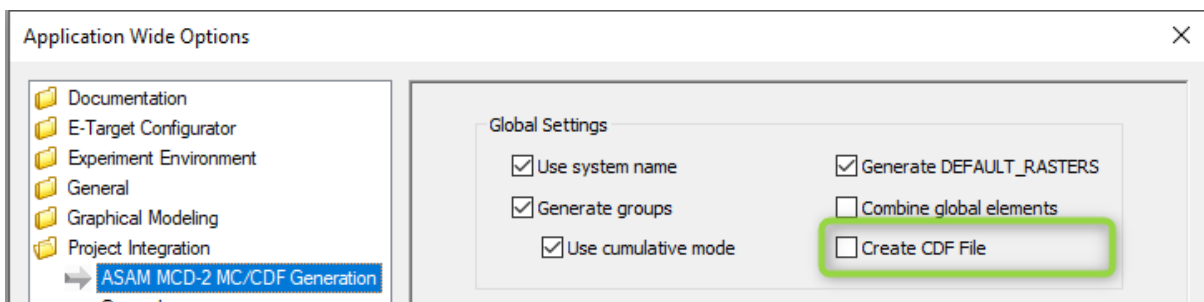 Application Wide Options
Documentation
E-Target Configurator
Experiment Environment
General
Graphical Modeling
Project Integration
ASAM MCD-2 MC/CDF Generation
Global Settings
Use system name
Generate DEFAULT_RASTERS
Generate groups
Combine global elements
Use cumulative mode
Create CDF File